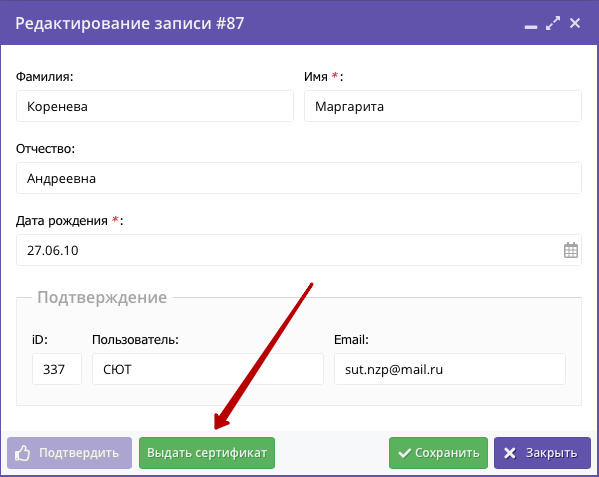 Редактирование записи #87
Фамилия: Имя *:
Коренева Маргарита
Отчество:
Андреевна
Дата рождения *:
27.06.10
Подтверждение
iD: Пользователь: Email:
337 СЮТ sut.nzp@mail.ru
Подтвердить Выдать сертификат Сохранить Закрыть